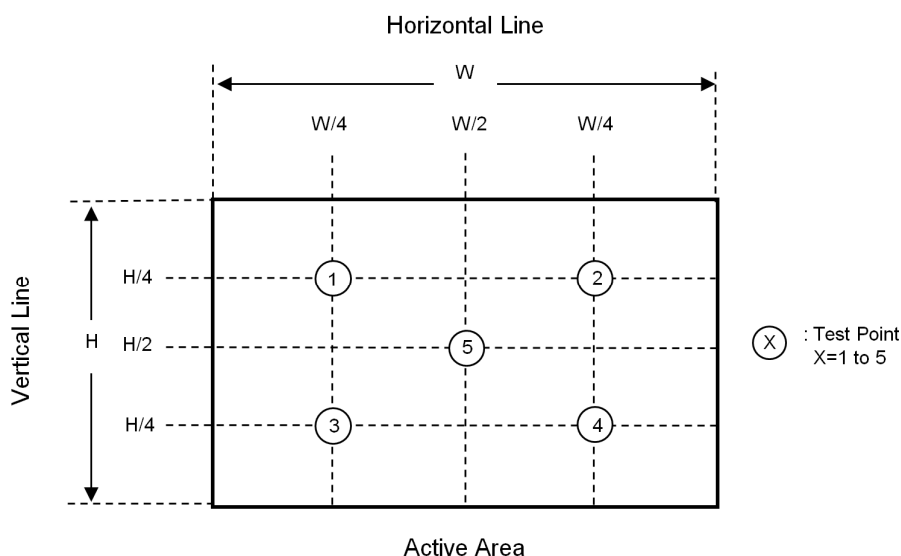 Horizontal Line
W
W/4 W/2 W/4
Vertical Line
H
H/4
1
2
H/2
5
H/4
3
4
X : Test Point
X=1 to 5
Active Area